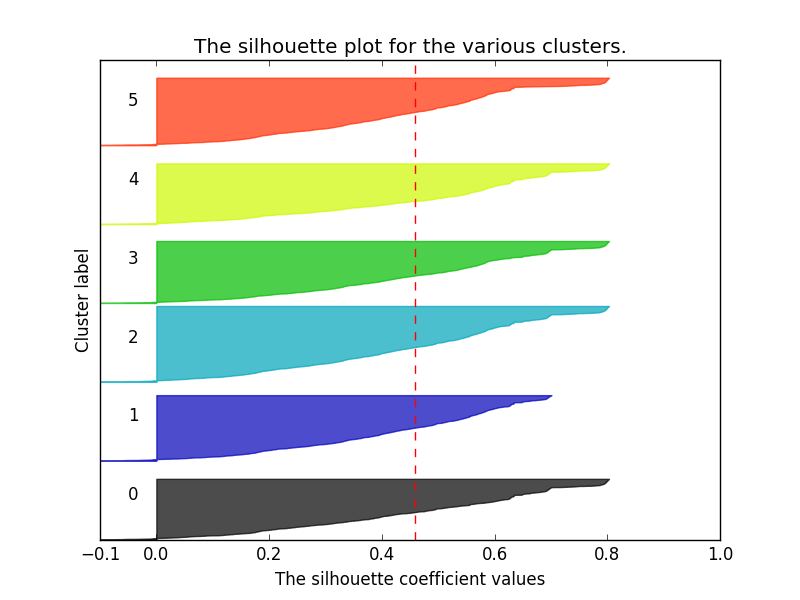 The silhouette plot for the various clusters.
5
4
3
2
1
0
Cluster label
−0.1 0.0 0.2 0.4 0.6 0.8 1.0
The silhouette coefficient values